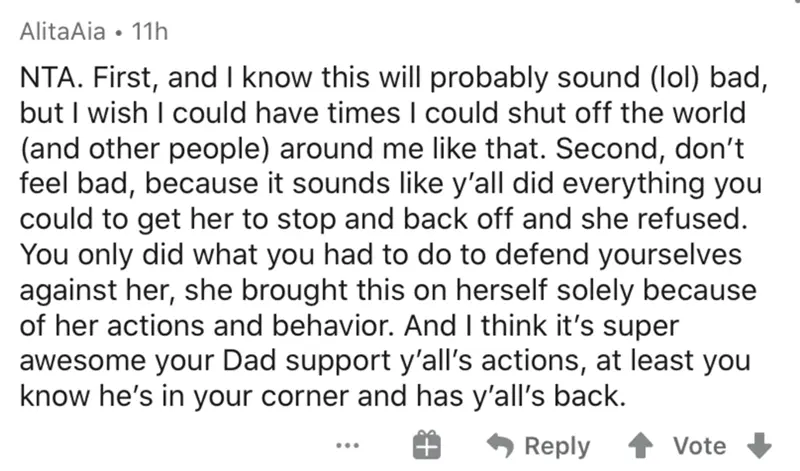 AlitaAia • 11h
NTA. First, and I know this will probably sound (lol) bad,
but I wish I could have times I could shut off the world
(and other people) around me like that. Second, don’t
feel bad, because it sounds like y’all did everything you
could to get her to stop and back off and she refused.
You only did what you had to do to defend yourselves
against her, she brought this on herself solely because
of her actions and behavior. And I think it’s super
awesome your Dad support y’all’s actions, at least you
know he’s in your corner and has y’all’s back.
Reply Vote